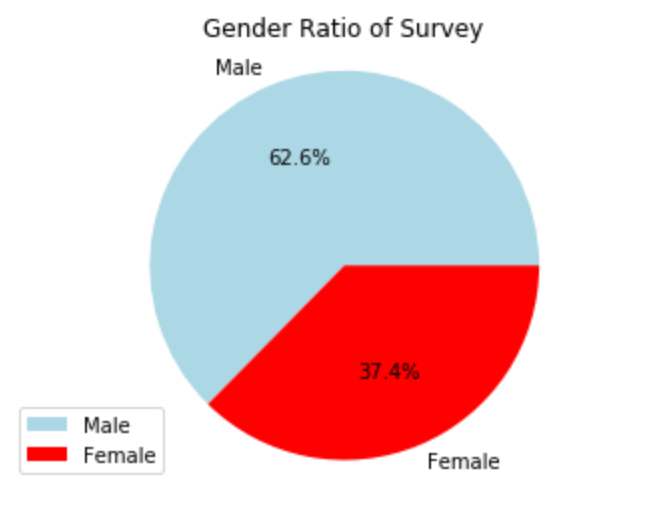 Gender Ratio of Survey
Male
62.6%
37.4%
Female
Male
Female